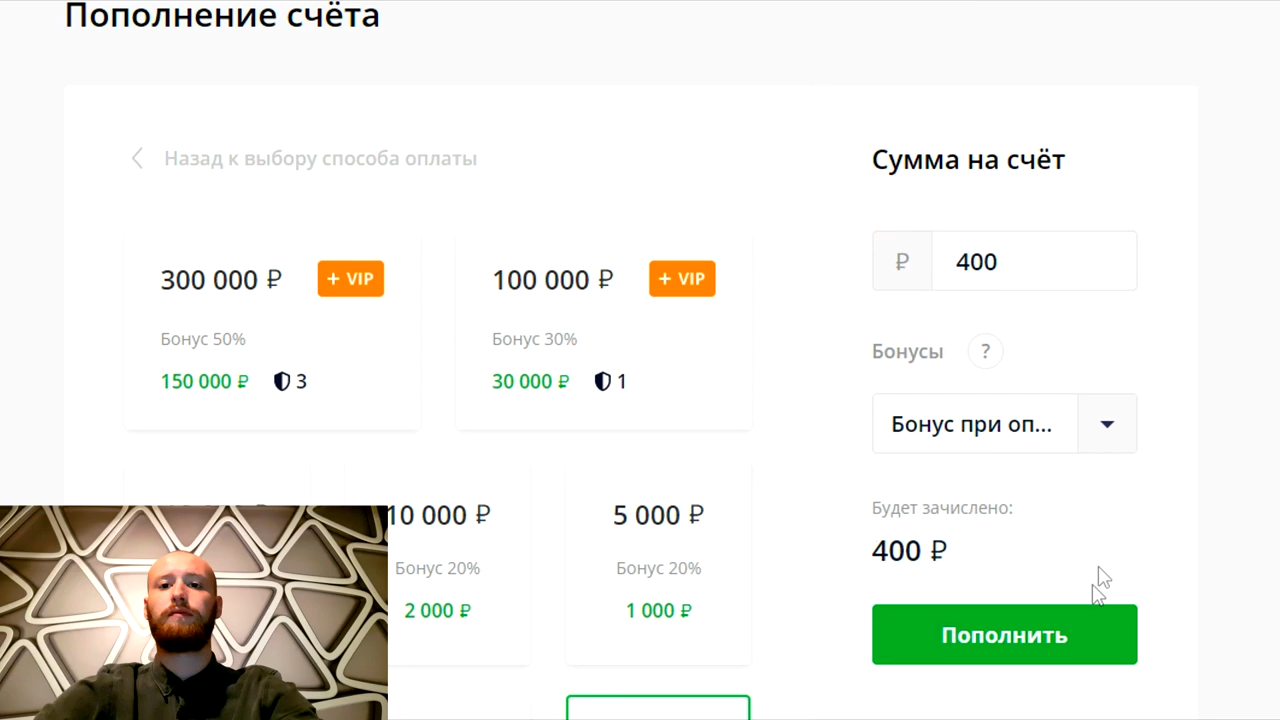 Пополнение счёта
Назад к выбору способа оплаты
300 000 ₽
+ VIP
Бонус 50%
150 000 ₽
3
100 000 ₽
+ VIP
Бонус 30%
30 000 ₽
1
10 000 ₽
Бонус 20%
2 000 ₽
5 000 ₽
Бонус 20%
1 000 ₽
Сумма на счёт
₽
400
Бонусы
?
Бонус при оп...
Будет зачислено:
400 ₽
Пополнить